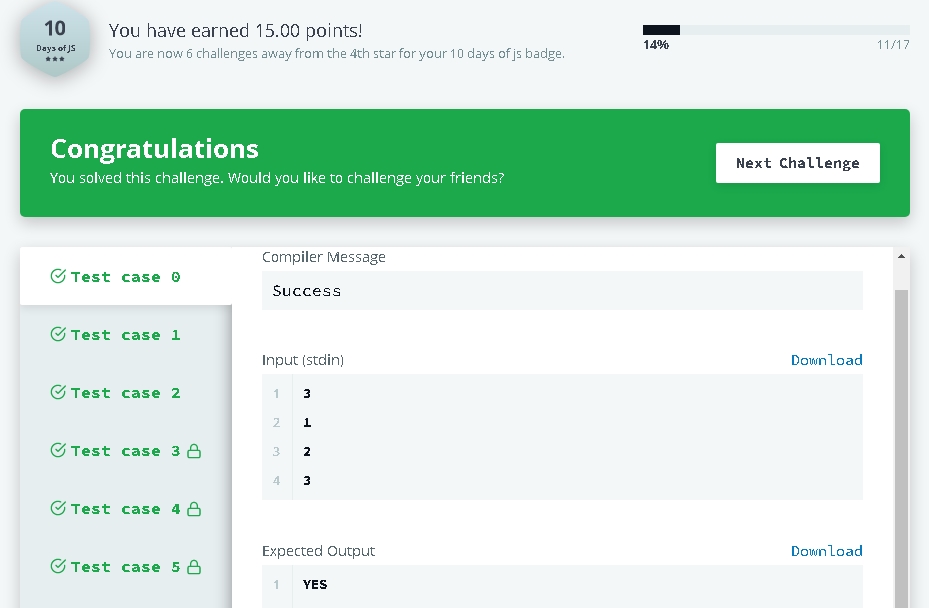 10
Days of JS
You have earned 15.00 points!
You are now 6 challenges away from the 4th star for your 10 days of js badge.
14%
11/17
Congratulations
You solved this challenge. Would you like to challenge your friends?
Next Challenge
Test case 0
Test case 1
Test case 2
Test case 3
Test case 4
Test case 5
Compiler Message
Success
Input (stdin)
Download
1 3
2 1
3 2
4 3
Expected Output
Download
1 YES